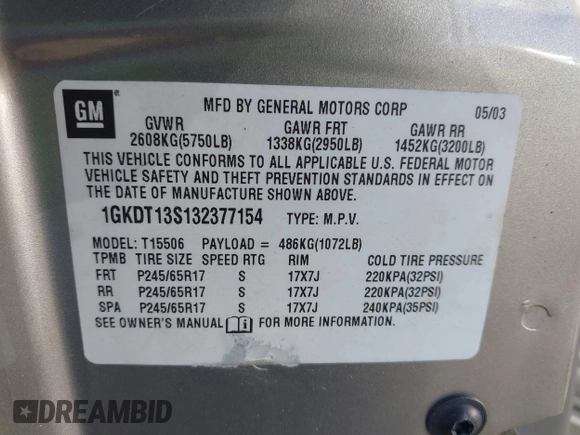 GM
MFD BY GENERAL MOTORS CORP 05/03
GVWR GAWR FRT GAWR RR
2608KG(5750LB) 1338KG(2950LB) 1452KG(3200LB)
THIS VEHICLE CONFORMS TO ALL APPLICABLE U.S. FEDERAL MOTOR
VEHICLE SAFETY AND THEFT PREVENTION STANDARDS IN EFFECT ON
THE DATE OF MANUFACTURE SHOWN ABOVE.
1GKDT13S132377154 TYPE: M.P.V.
MODEL: T15506 PAYLOAD = 486KG(1072LB)
TPMB TIRE SIZE SPEED RTG RIM COLD TIRE PRESSURE
FRT P245/65R17 S 17X7J 220KPA(32PSI)
RR P245/65R17 S 17X7J 220KPA(32PSI)
SPA P245/65R17 S 17X7J 240KPA(35PSI)
SEE OWNER'S MANUAL FOR MORE INFORMATION.
DREAMBID